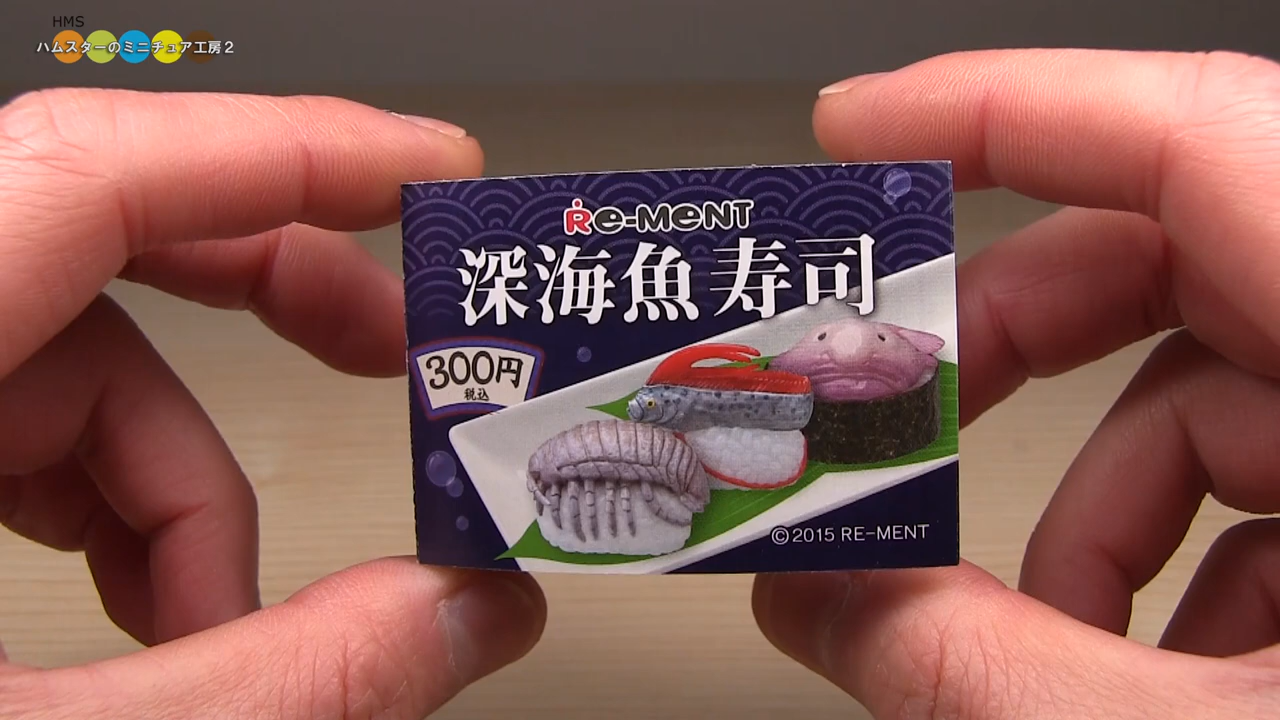 HMS
ハムスターのミニチュア工房2
Re-MeNT
深海魚寿司
300円
税込
©2015 RE-MENT